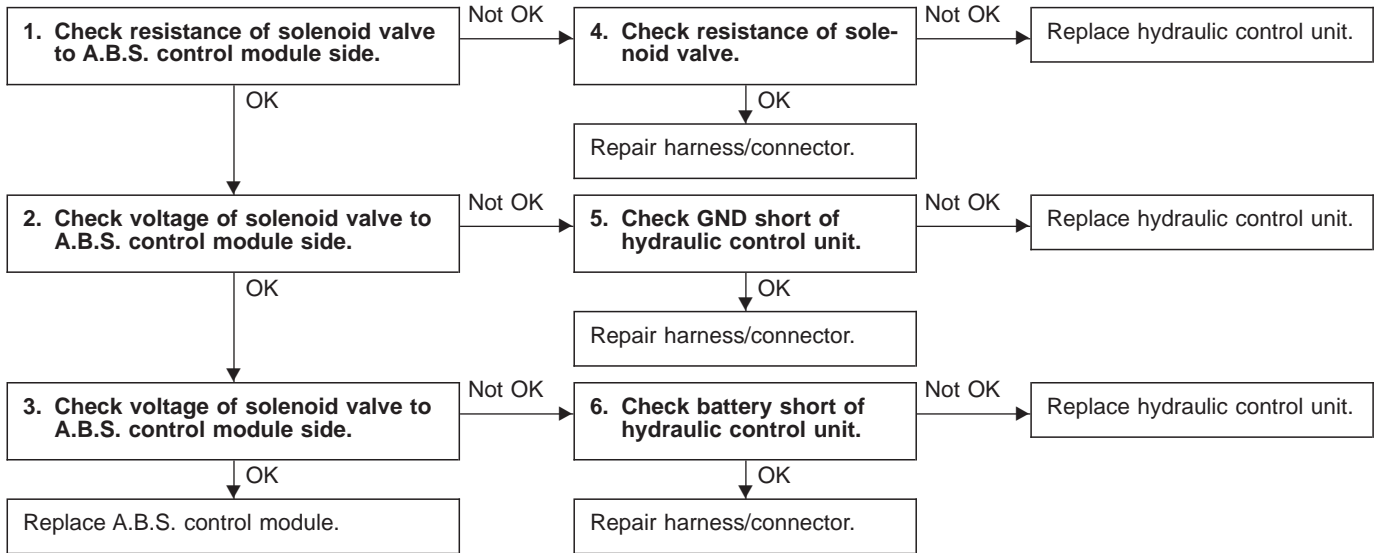 1. Check resistance of solenoid valve
to A.B.S. control module side.
Not OK
4. Check resistance of sole-
noid valve.
Not OK
Replace hydraulic control unit.
OK
OK
Repair harness/connector.
2. Check voltage of solenoid valve to
A.B.S. control module side.
Not OK
5. Check GND short of
hydraulic control unit.
Not OK
Replace hydraulic control unit.
OK
OK
Repair harness/connector.
3. Check voltage of solenoid valve to
A.B.S. control module side.
Not OK
6. Check battery short of
hydraulic control unit.
Not OK
Replace hydraulic control unit.
OK
OK
Replace A.B.S. control module.
Repair harness/connector.